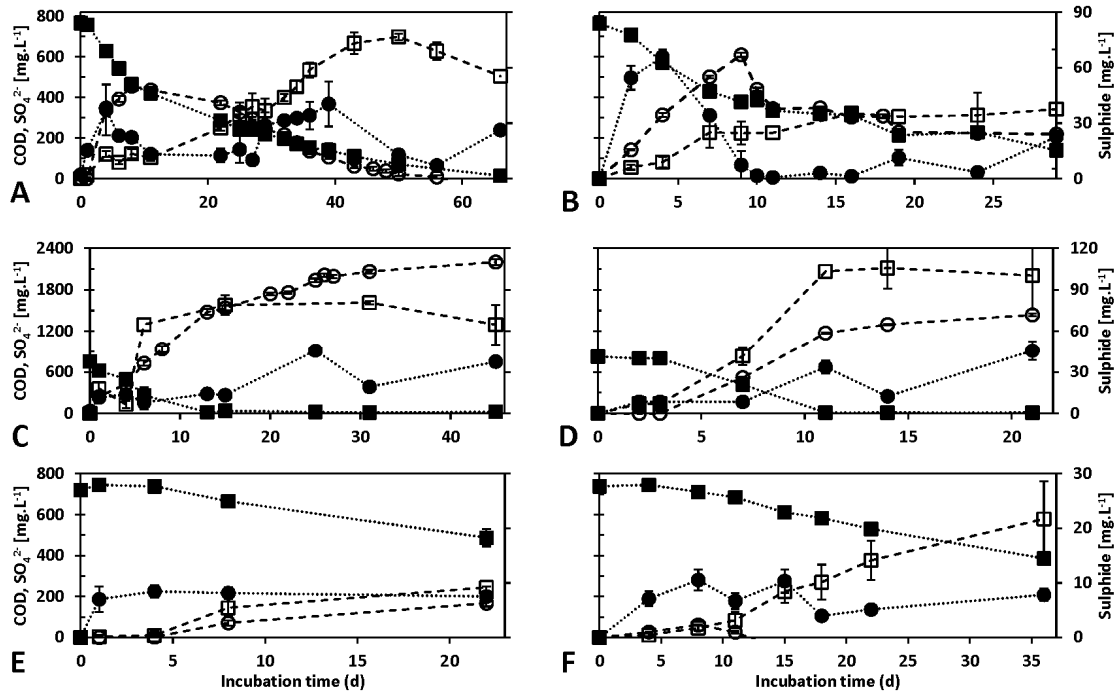 800
600
400
200
0
COD, SO₄²⁻ [mg.L⁻¹]
A
0 20 40 60
90
60
30
0
Sulphide [mg.L⁻¹]
B
0 5 10 15 20 25
2400
1800
1200
600
0
COD, SO₄²⁻ [mg.L⁻¹]
C
0 10 20 30 40
120
90
60
30
0
Sulphide [mg.L⁻¹]
D
0 5 10 15 20
800
600
400
200
0
COD, SO₄²⁻ [mg.L⁻¹]
E
0 5 10 15 20
Incubation time (d)
30
20
10
0
Sulphide [mg.L⁻¹]
F
0 5 10 15 20 25 30 35
Incubation time (d)